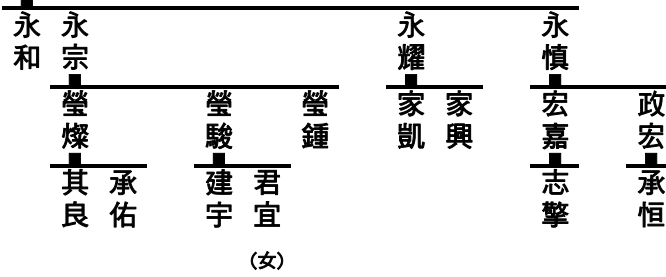 永和 永宗 永耀 永慎
瑩燦 瑩駿 瑩鍾 家凱 家興 宏嘉 政宏
其良 承佑 建宇 君宜 志擎 承恒
(女)